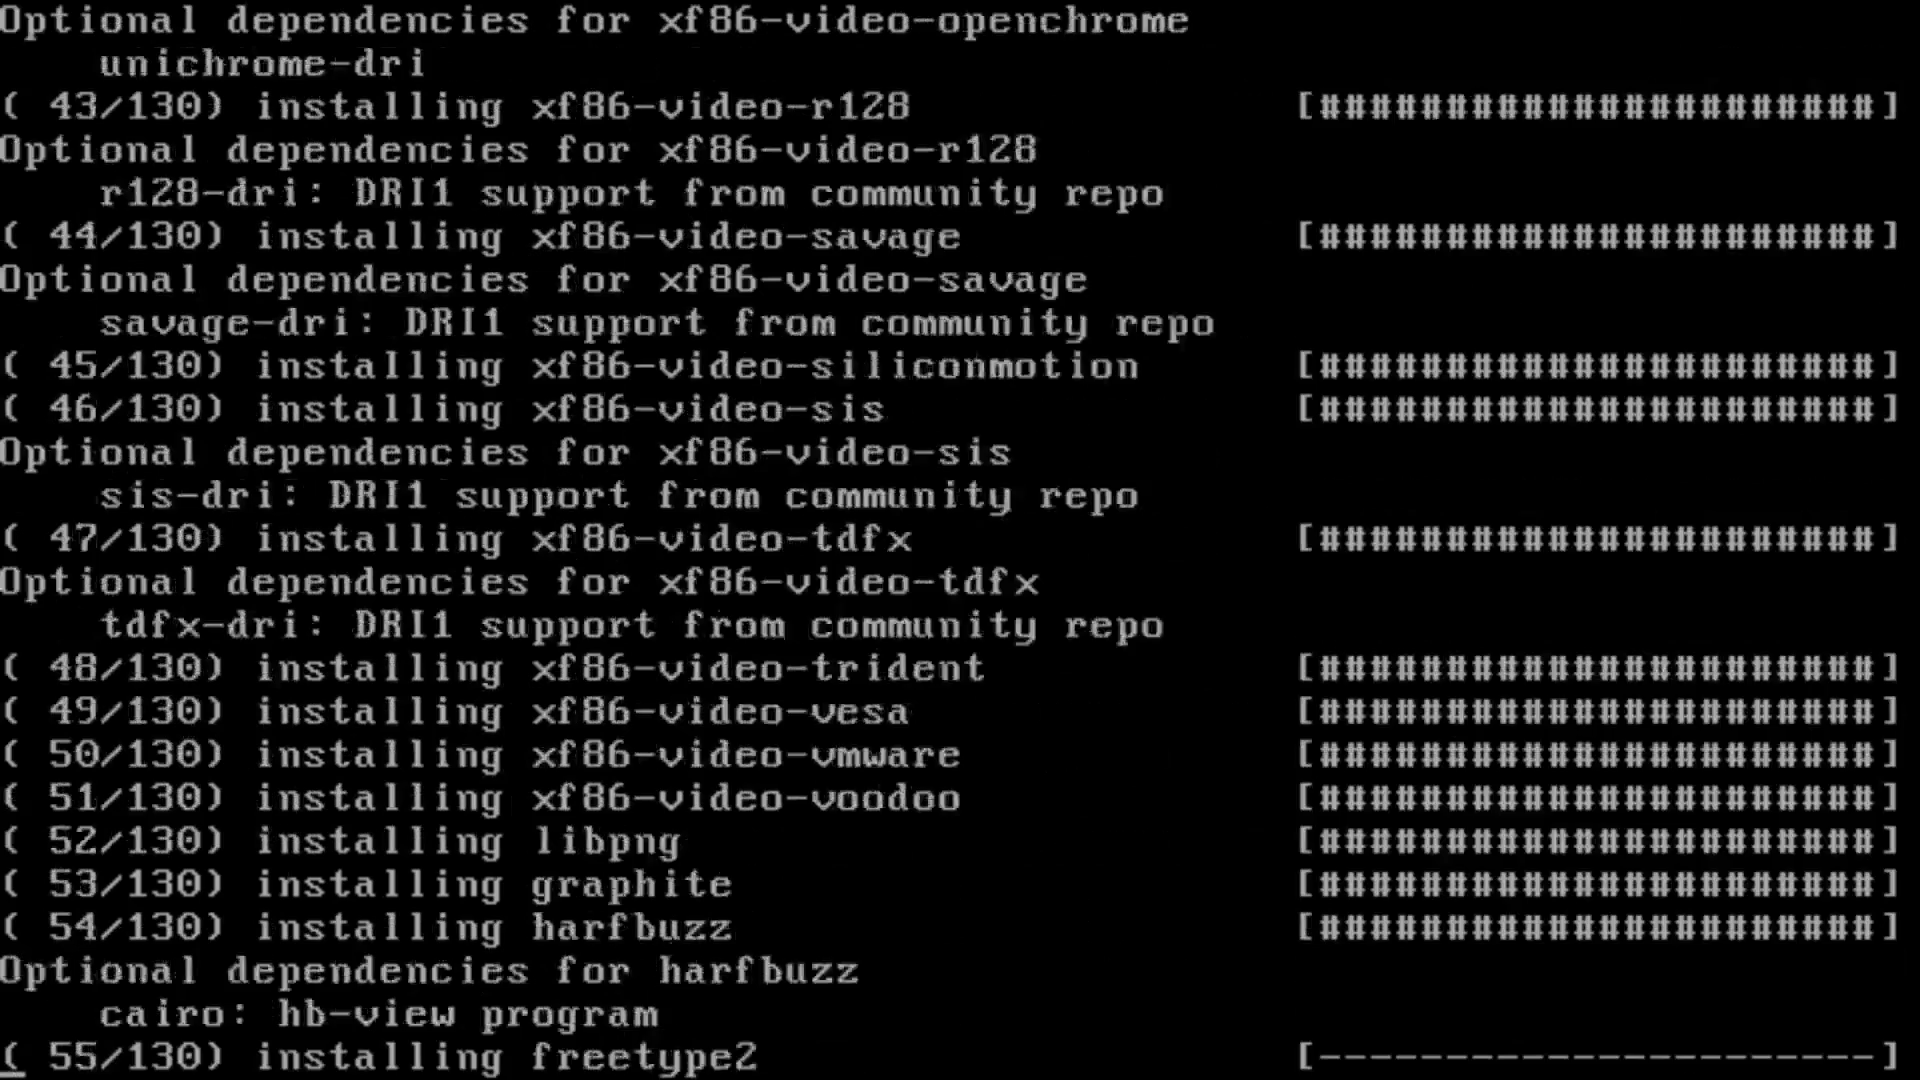 Optional dependencies for xf86-video-openchrome
    unichrome-dri
( 43/130) installing xf86-video-r128                [######################]
Optional dependencies for xf86-video-r128
    r128-dri: DRI1 support from community repo
( 44/130) installing xf86-video-savage              [######################]
Optional dependencies for xf86-video-savage
    savage-dri: DRI1 support from community repo
( 45/130) installing xf86-video-siliconmotion       [######################]
( 46/130) installing xf86-video-sis                 [######################]
Optional dependencies for xf86-video-sis
    sis-dri: DRI1 support from community repo
( 47/130) installing xf86-video-tdfx                [######################]
Optional dependencies for xf86-video-tdfx
    tdfx-dri: DRI1 support from community repo
( 48/130) installing xf86-video-trident             [######################]
( 49/130) installing xf86-video-vesa                [######################]
( 50/130) installing xf86-video-vmware              [######################]
( 51/130) installing xf86-video-voodoo              [######################]
( 52/130) installing libpng                         [######################]
( 53/130) installing graphite                       [######################]
( 54/130) installing harfbuzz                       [######################]
Optional dependencies for harfbuzz
    cairo: hb-view program
( 55/130) installing freetype2                      [----------------------]